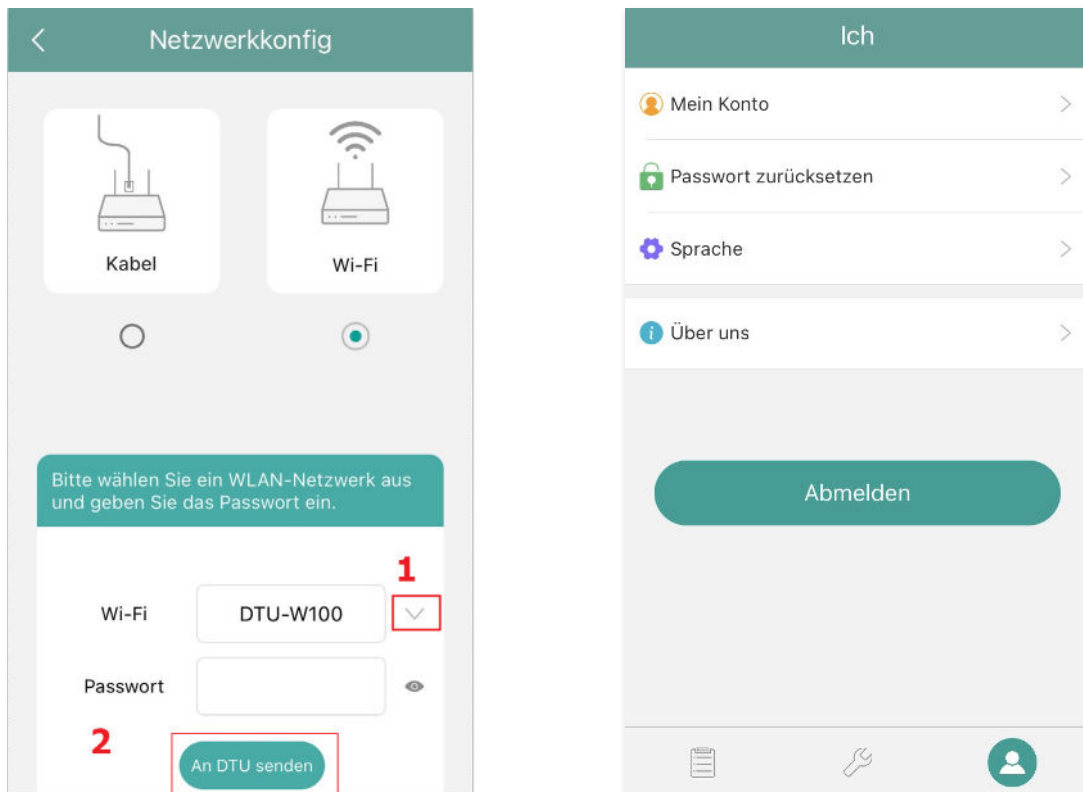 Netzwerkkonfig
Kabel
Wi-Fi
Bitte wählen Sie ein WLAN-Netzwerk aus
und geben Sie das Passwort ein.
1
Wi-Fi
DTU-W100
Passwort
2
An DTU senden
Ich
Mein Konto
Passwort zurücksetzen
Sprache
Über uns
Abmelden